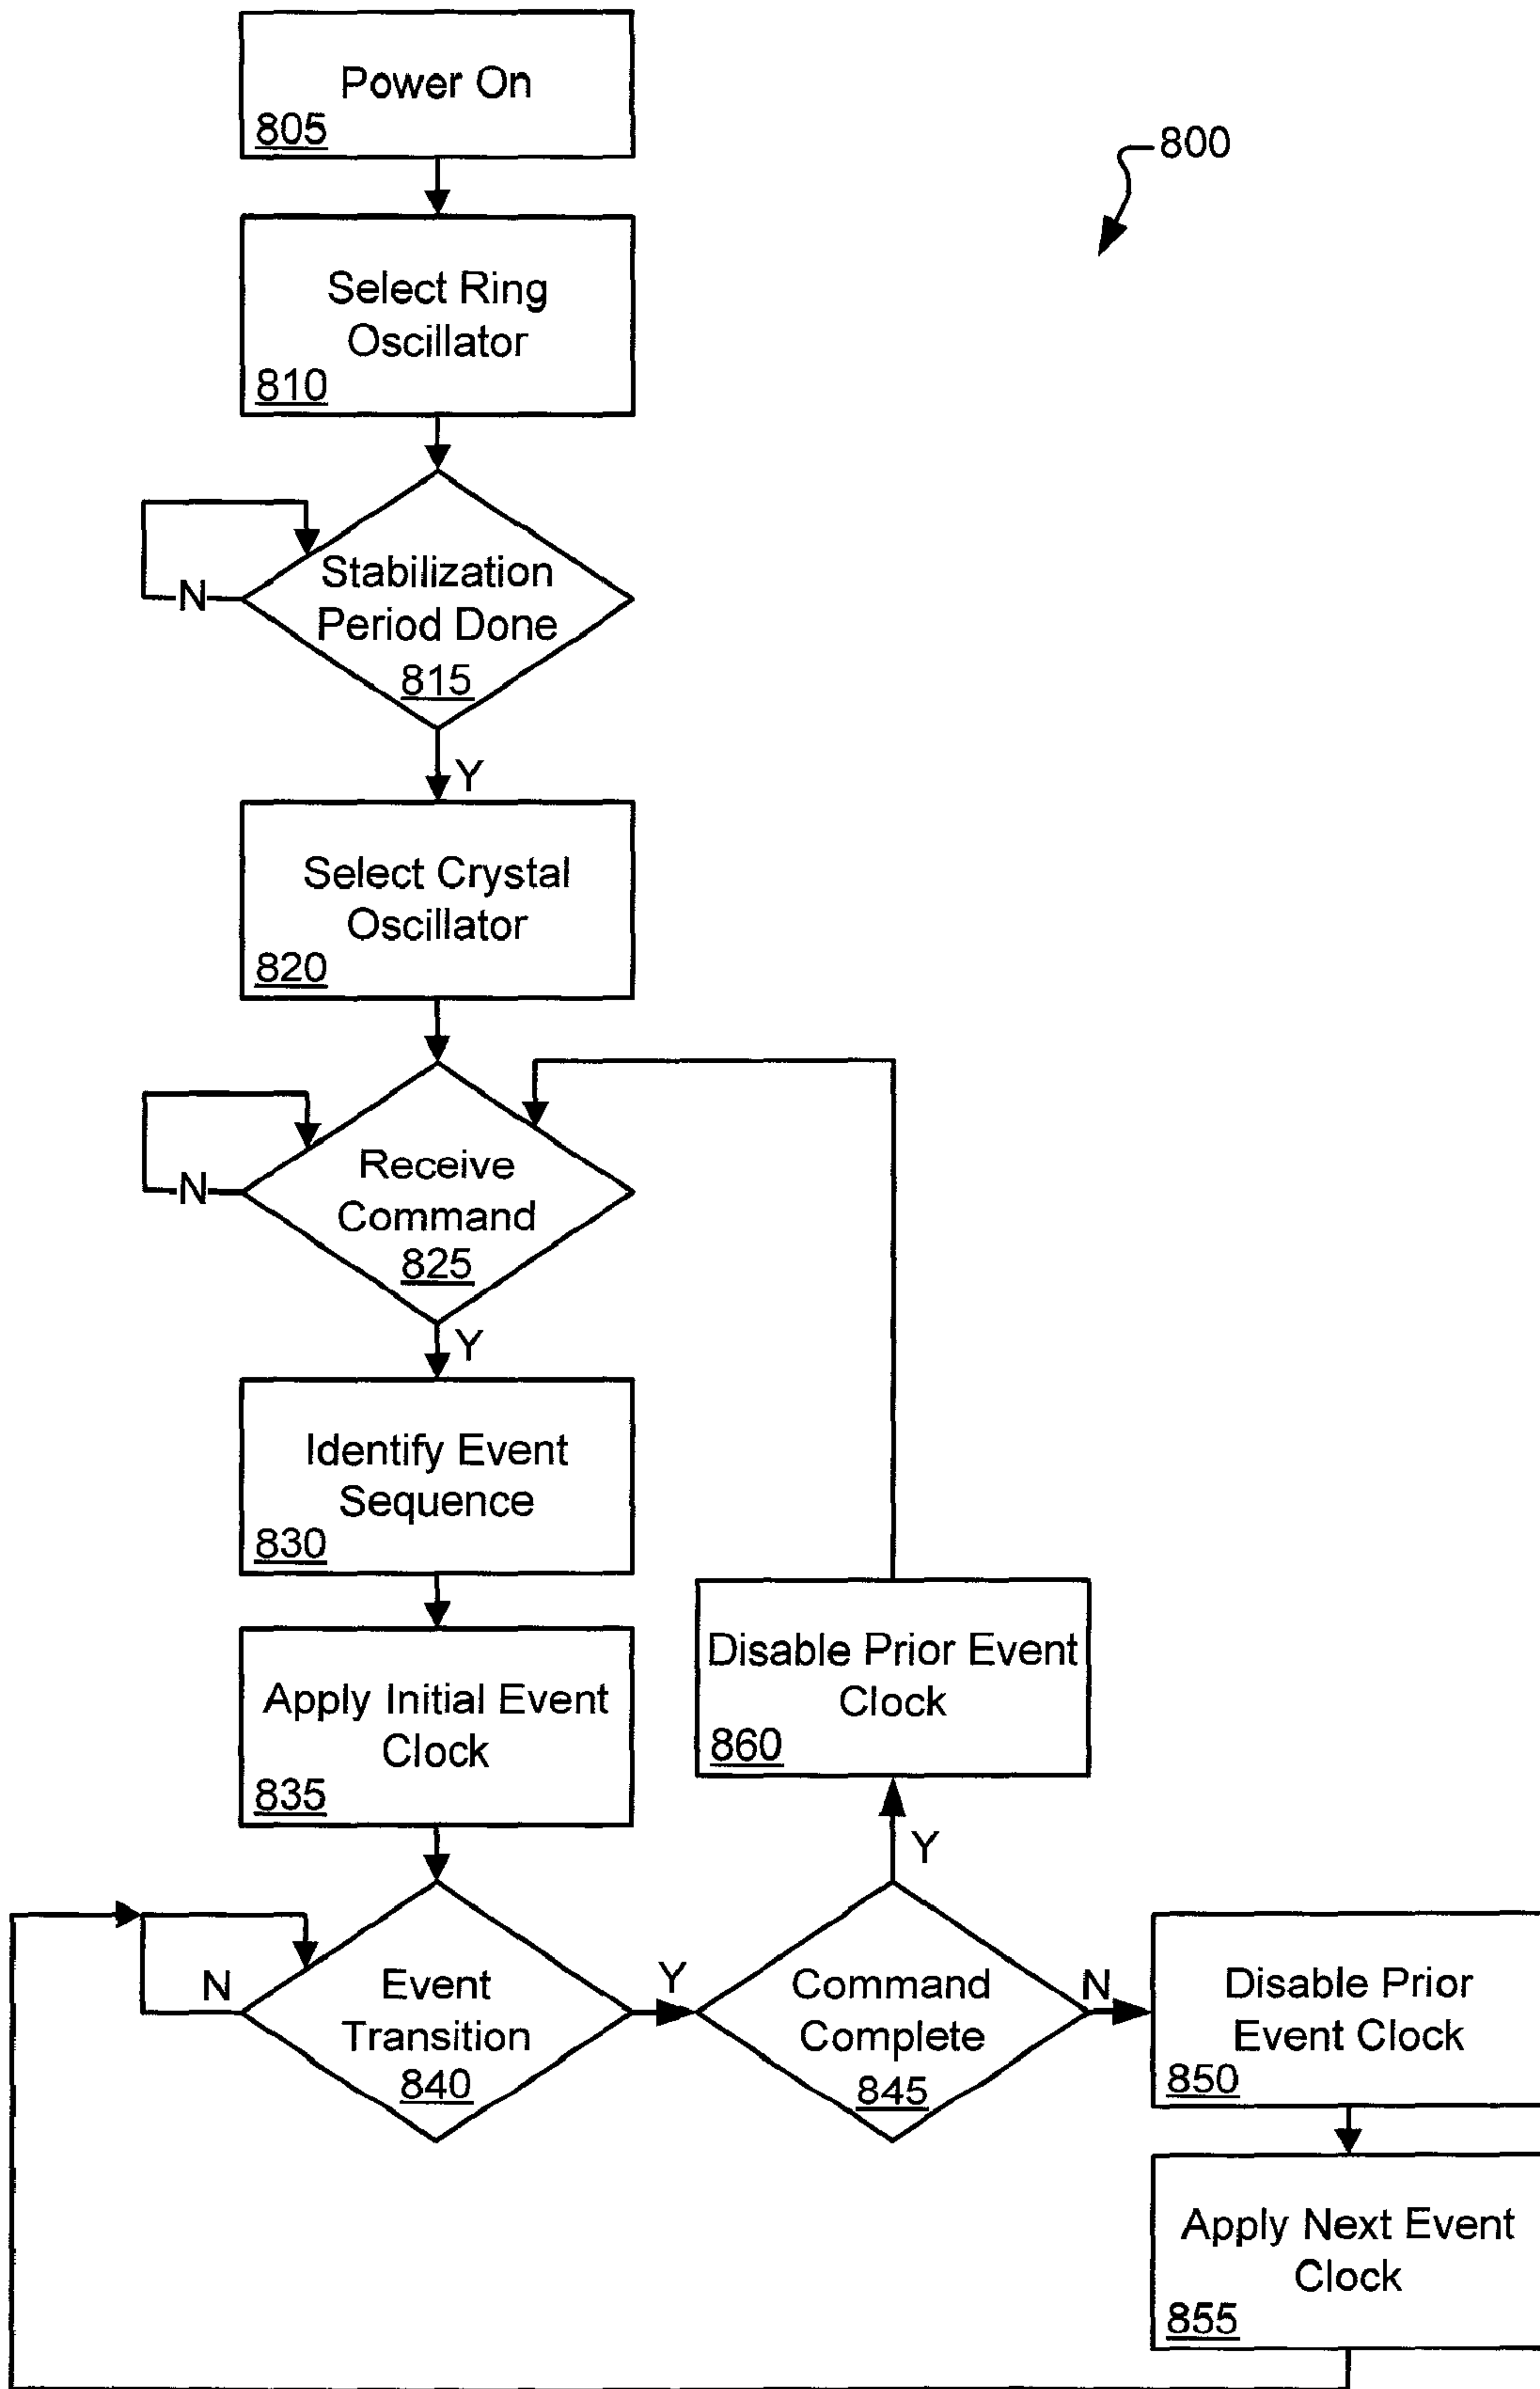 Power On
805
800
Select Ring
Oscillator
810
Stabilization
Period Done
815
N
Y
Select Crystal
Oscillator
820
Receive
Command
825
N
Y
Identify Event
Sequence
830
Apply Initial Event
Clock
835
Disable Prior Event
Clock
860
Y
N
Event
Transition
840
Y
Command
Complete
845
N
Disable Prior
Event Clock
850
Apply Next Event
Clock
855